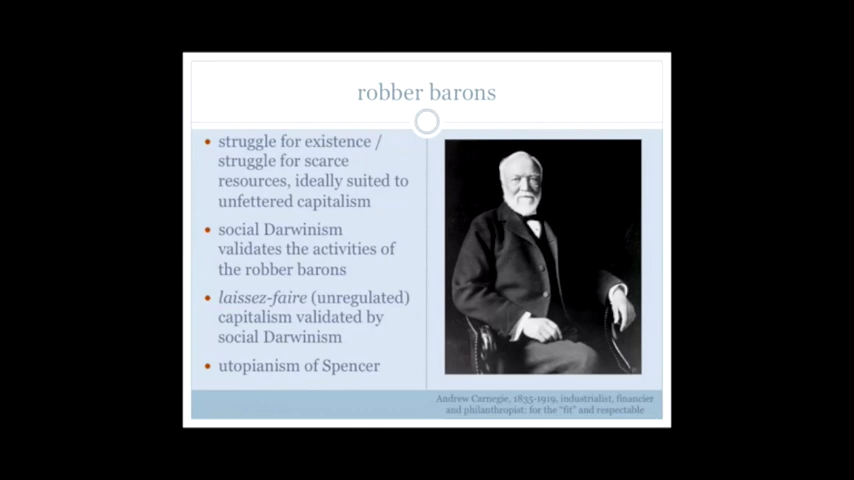 robber barons
struggle for existence /
struggle for scarce
resources, ideally suited to
unfettered capitalism
social Darwinism
validates the activities of
the robber barons
laissez-faire (unregulated)
capitalism validated by
social Darwinism
utopianism of Spencer
Andrew Carnegie, 1835-1919, industrialist, financier
and philanthropist: for the "fit" and respectable